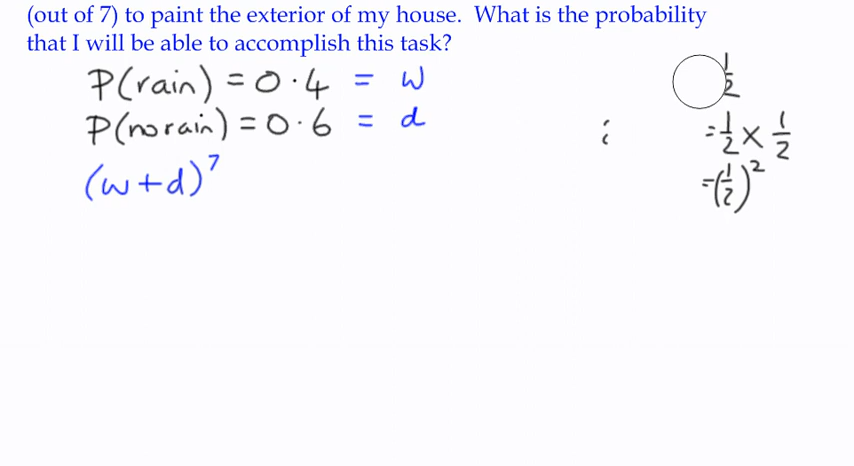 (out of 7) to paint the exterior of my house. What is the probability
that I will be able to accomplish this task?
P(rain) = 0.4 = w
P(no rain) = 0.6 = d
(w+d)⁷
1/2
i
= 1/2 × 1/2
= (1/2)²